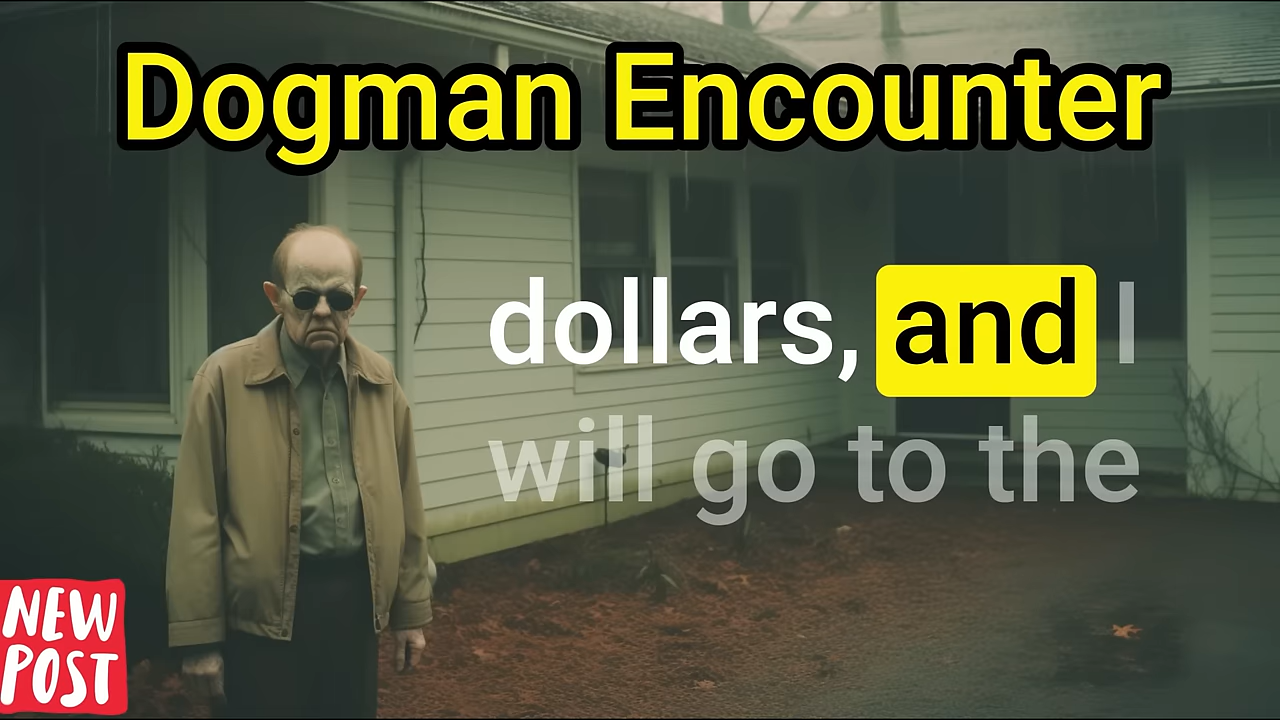 Dogman Encounter
dollars, and I
will go to the
NEW
POST